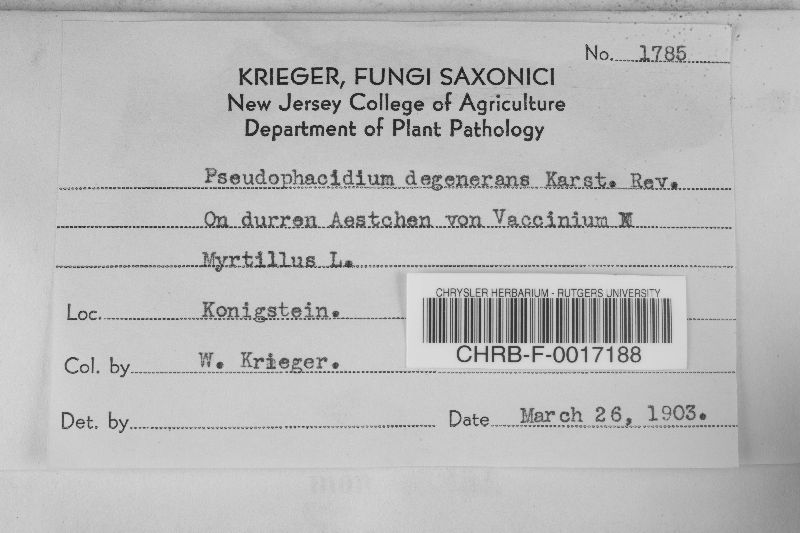 No. 1785
KRIEGER, FUNGI SAXONICI
New Jersey College of Agriculture
Department of Plant Pathology
Pseudophacidium degenerans Karst. Rev.
On durren Aestchen von Vaccinium
Myrtillus L.
Loc. Konigstein.
CHRYSLER HERBARIUM - RUTGERS UNIVERSITY
CHRB-F-0017188
Col. by W. Krieger.
Det. by
Date March 26, 1903.